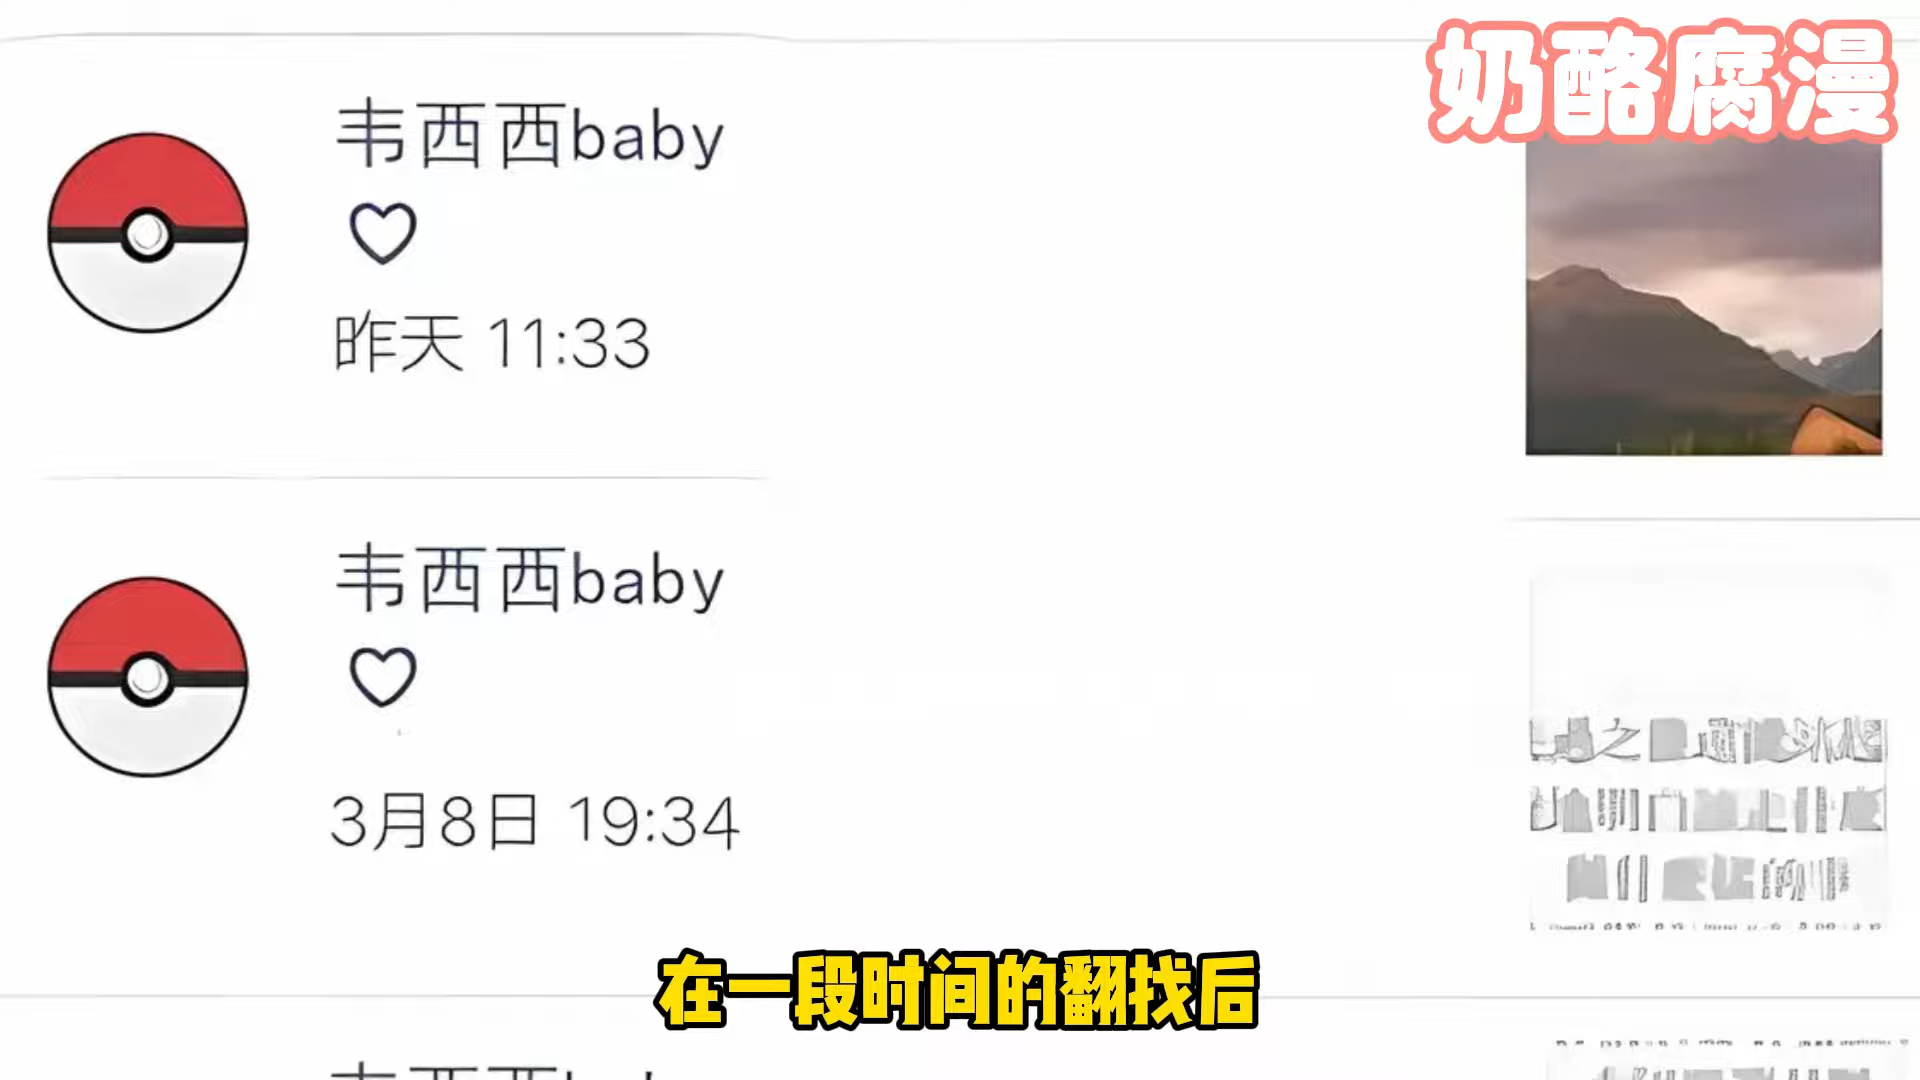 奶酪腐漫
韦西西baby
♡
昨天 11:33
韦西西baby
♡
3月8日 19:34
在一段时间的翻找后